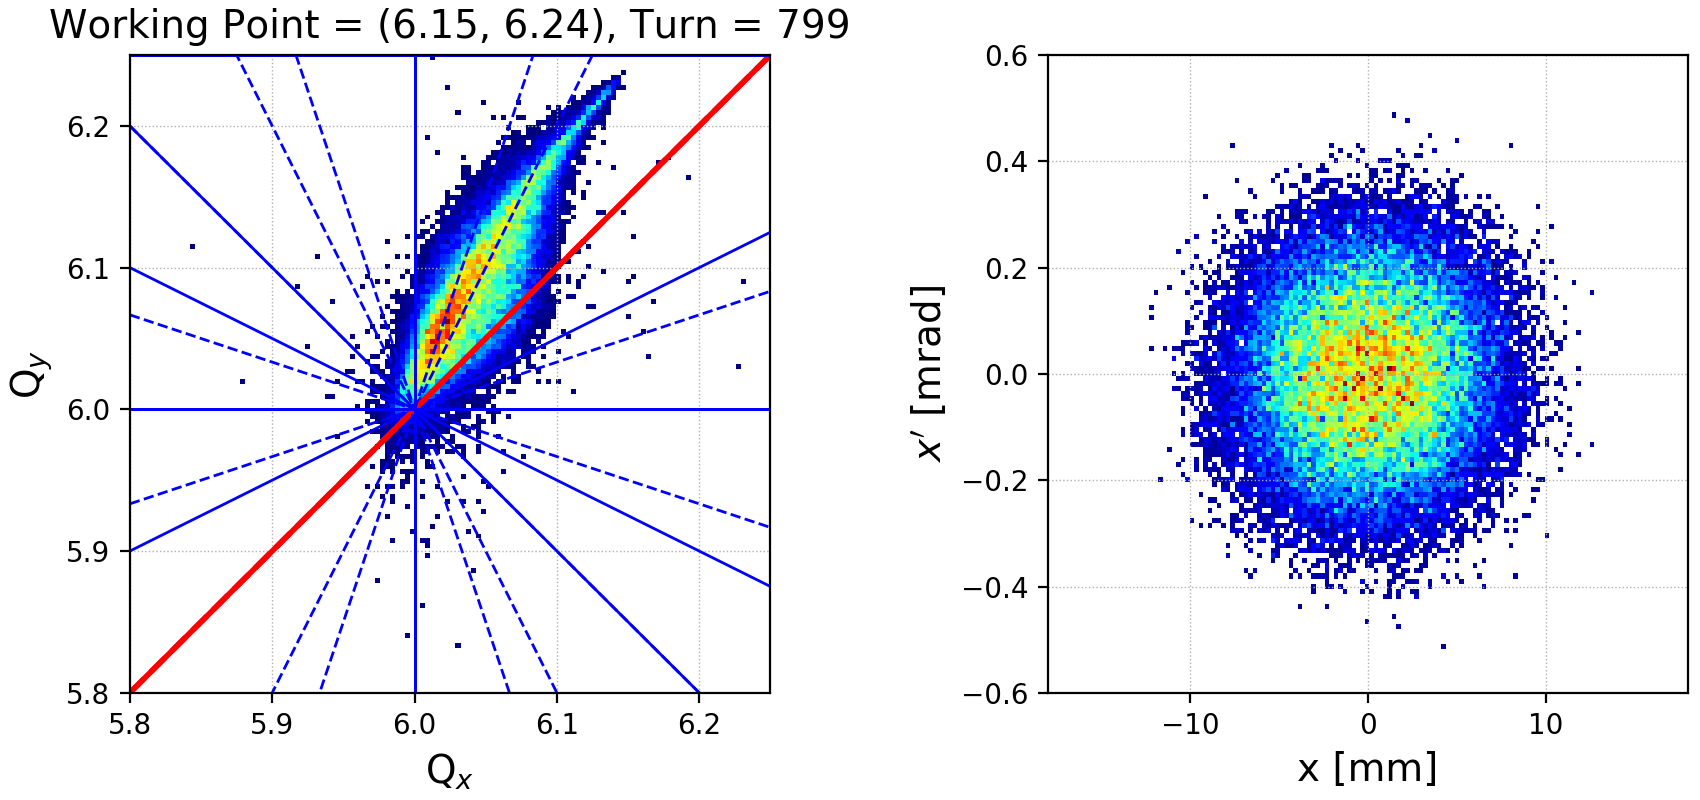 Working Point = (6.15, 6.24), Turn = 799
6.2
6.1
6.0
5.9
5.8
Qy
5.8 5.9 6.0 6.1 6.2
Qx
0.6
0.4
0.2
0.0
−0.2
−0.4
−0.6
x′ [mrad]
−10 0 10
x [mm]